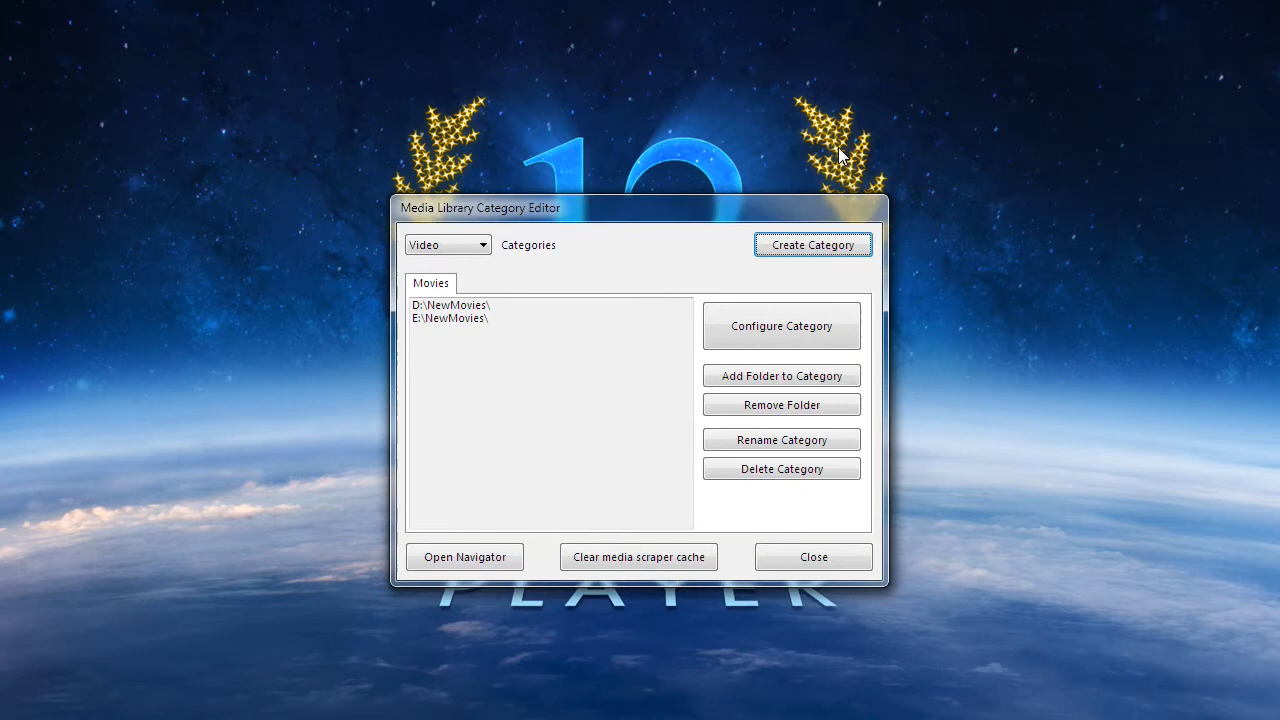 Media Library Category Editor
Video Categories Create Category
Movies
D:\NewMovies\
E:\NewMovies\
Configure Category
Add Folder to Category
Remove Folder
Rename Category
Delete Category
Open Navigator Clear media scraper cache Close
PLAYER